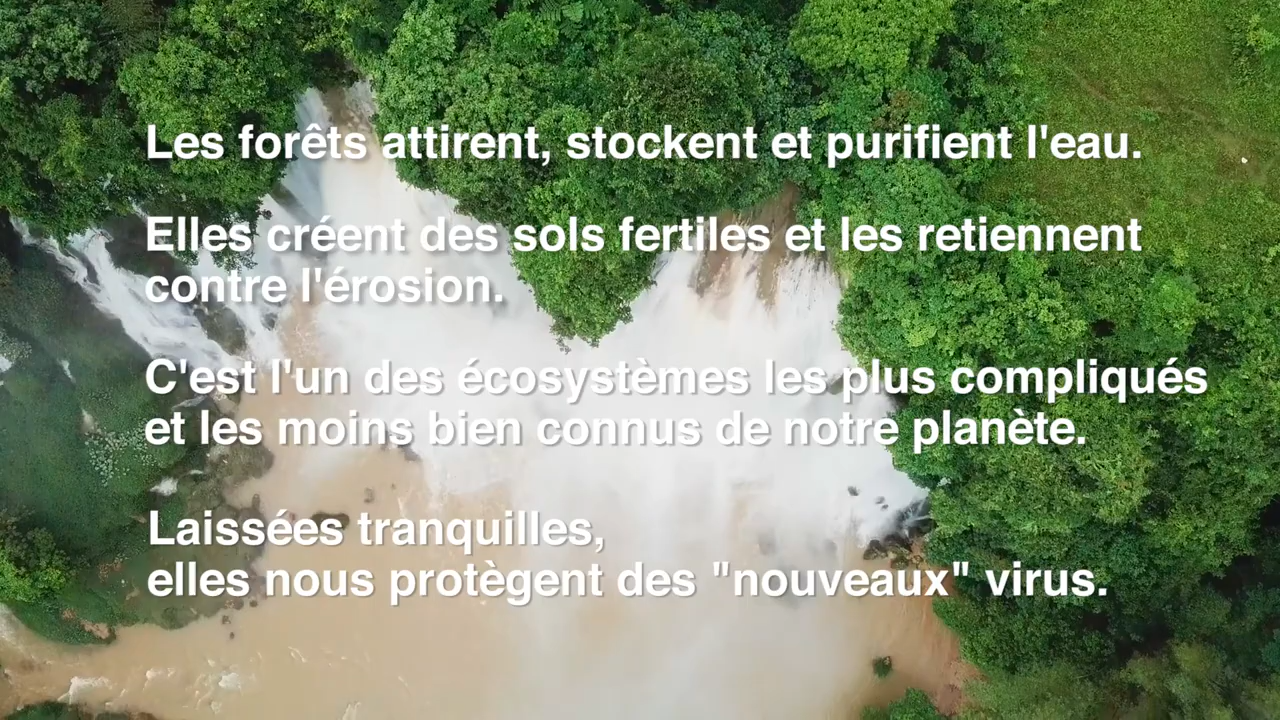 Les forêts attirent, stockent et purifient l'eau.
Elles créent des sols fertiles et les retiennent
contre l'érosion.
C'est l'un des écosystèmes les plus compliqués
et les moins bien connus de notre planète.
Laissées tranquilles,
elles nous protègent des "nouveaux" virus.